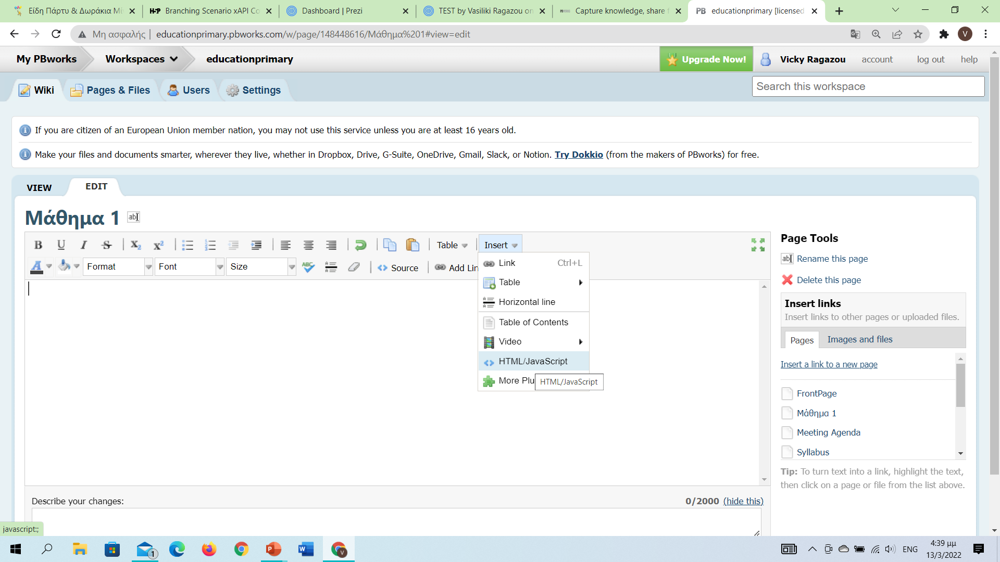 Είδη Πάρτυ & Δωράκια Μί
H-P Branching Scenario xAPI Co
Dashboard | Prezi
TEST by Vasiliki Ragazou on
Capture knowledge, share f
PB educationprimary [licensed
Μη ασφαλής | educationprimary.pbworks.com/w/page/148448616/Μάθημα%201#view=edit
V
My PBworks Workspaces educationprimary
Upgrade Now! Vicky Ragazou account log out help
Wiki Pages & Files Users Settings
Search this workspace
If you are citizen of an European Union member nation, you may not use this service unless you are at least 16 years old.
Make your files and documents smarter, wherever they live, whether in Dropbox, Drive, G-Suite, OneDrive, Gmail, Slack, or Notion. Try Dokkio (from the makers of PBworks) for free.
VIEW EDIT
Μάθημα 1
B U I S X₂ X² Table Insert
A Format Font Size ABC Source Add Lin
Link Ctrl+L
Table
Horizontal line
Table of Contents
Video
HTML/JavaScript
More Plu
HTML/JavaScript
Page Tools
Rename this page
Delete this page
Insert links
Insert links to other pages or uploaded files.
Pages Images and files
Insert a link to a new page
FrontPage
Μάθημα 1
Meeting Agenda
Syllabus
Tip: To turn text into a link, highlight the text,
then click on a page or file from the list above.
Describe your changes:
0/2000 (hide this)
javascript:;
1
ENG
4:39 μμ
13/3/2022